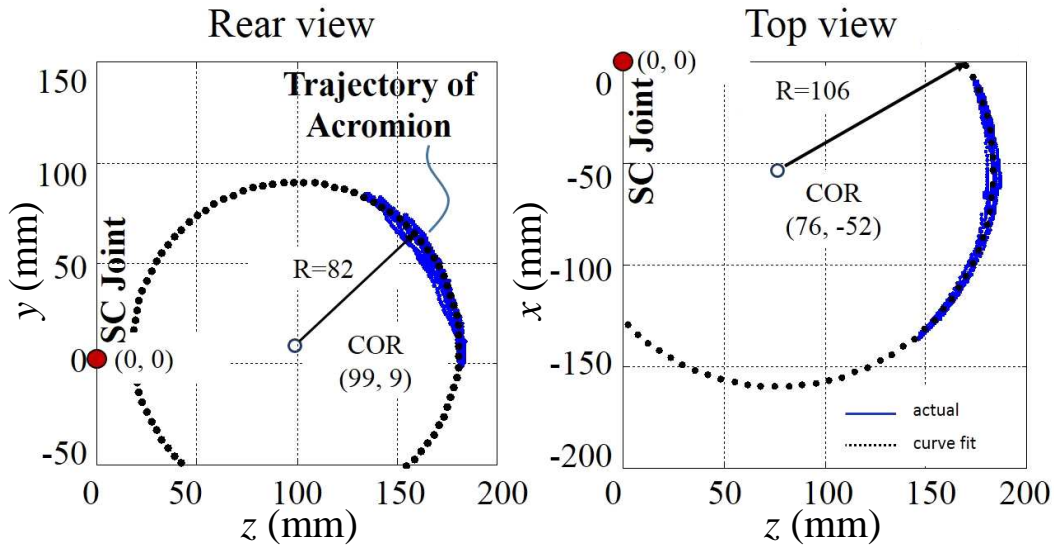 Rear view
150
100
50
0
-50
y (mm)
SC Joint
(0, 0)
Trajectory of
Acromion
R=82
COR
(99, 9)
0
50
100
150
200
z (mm)
Top view
0
-50
-100
-150
-200
x (mm)
SC Joint
(0, 0)
R=106
COR
(76, -52)
actual
curve fit
0
50
100
150
200
z (mm)